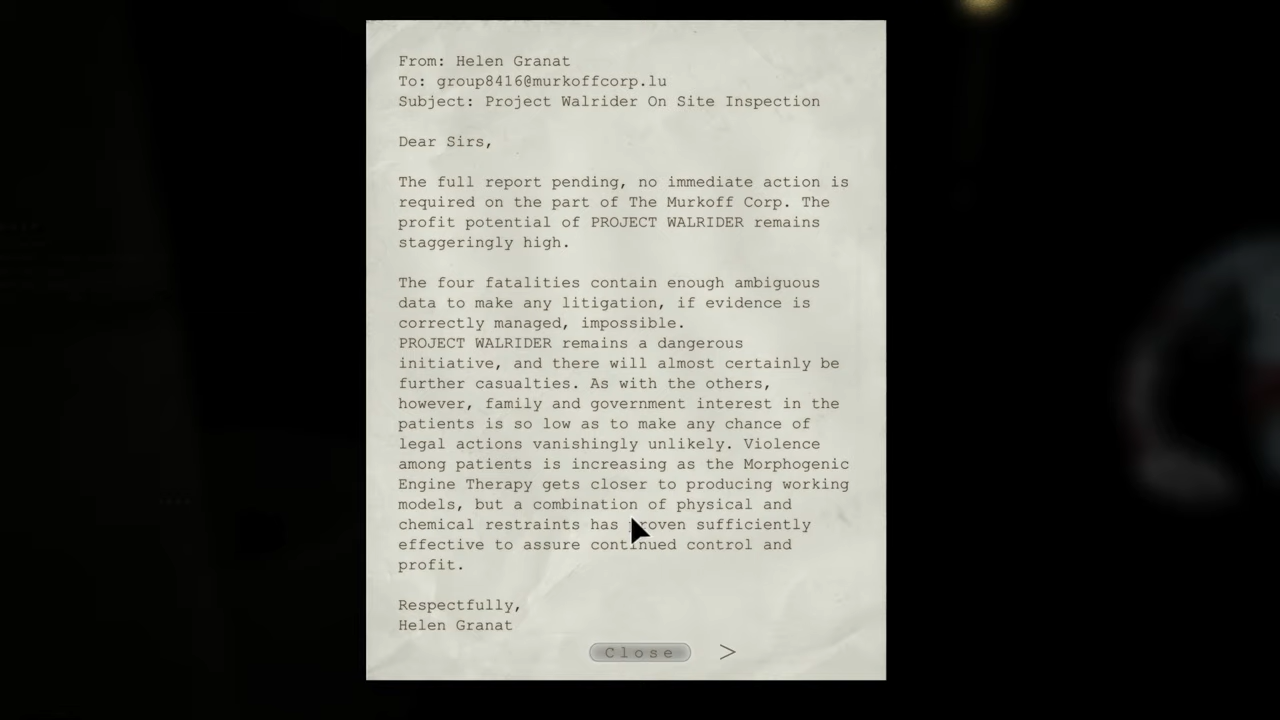 From: Helen Granat
To: group8416@murkoffcorp.lu
Subject: Project Walrider On Site Inspection
Dear Sirs,
The full report pending, no immediate action is
required on the part of The Murkoff Corp. The
profit potential of PROJECT WALRIDER remains
staggeringly high.
The four fatalities contain enough ambiguous
data to make any litigation, if evidence is
correctly managed, impossible.
PROJECT WALRIDER remains a dangerous
initiative, and there will almost certainly be
further casualties. As with the others,
however, family and government interest in the
patients is so low as to make any chance of
legal actions vanishingly unlikely. Violence
among patients is increasing as the Morphogenic
Engine Therapy gets closer to producing working
models, but a combination of physical and
chemical restraints has proven sufficiently
effective to assure continued control and
profit.
Respectfully,
Helen Granat
Close >